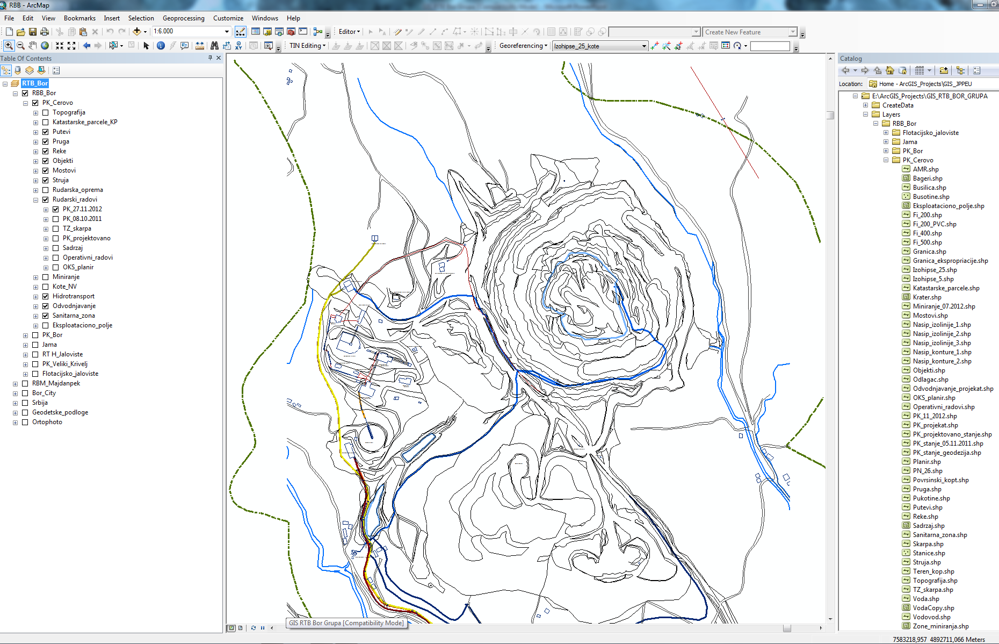 RBB - ArcMap
File Edit View Bookmarks Insert Selection Geoprocessing Customize Windows Help
1:6.000 Editor Create New Feature
TIN Editing Georeferencing Izohipse_25_kote
Table Of Contents
RTB_Bor
RBB_Bor
PK_Cerovo
Topografija
Katastarske_parcele_KP
Putevi
Pruga
Reke
Objekti
Mostovi
Struja
Rudarska_oprema
Rudarski_radovi
PK_27.11.2012
PK_08.10.2011
TZ_skarpa
PK_projektovano
Sadrzaj
Operativni_radovi
OKS_planir
Miniranje
Kote_NV
Hidrotransport
Odvodnjavanje
Sanitarna_zona
Eksploataciono_polje
PK_Bor
Jama
RT H_Jaloviste
PK_Veliki_Krivelj
Flotacijsko_jaloviste
RBM_Majdanpek
Bor_City
Srbija
Geodetske_podloge
Ortophoto
GIS RTB Bor Grupa [Compatibility Mode]
Catalog
Location: Home - ArcGIS_Projects\GIS_JPPEU
E:\ArcGIS_Projects\GIS_RTB_BOR_GRUPA
CreateData
Layers
RBB_Bor
Flotacijsko_jaloviste
Jama
PK_Bor
PK_Cerovo
AMR.shp
Bageri.shp
Busilica.shp
Busotine.shp
Eksploataciono_polje.shp
Fi_200.shp
Fi_200_PVC.shp
Fi_400.shp
Fi_500.shp
Granica.shp
Granica_eksproprijacije.shp
Izohipse_25.shp
Izohipse_5.shp
Katastarske_parcele.shp
Krater.shp
Miniranje_07.2012.shp
Mostovi.shp
Nasip_izolinije_1.shp
Nasip_izolinije_2.shp
Nasip_izolinije_3.shp
Nasip_konture_1.shp
Nasip_konture_2.shp
Objekti.shp
Odlagac.shp
Odvodnjavanje_projekat.shp
OKS_planir.shp
Operativni_radovi.shp
PK_11_2012.shp
PK_projekat.shp
PK_projektovano_stanje.shp
PK_stanje_05.11.2011.shp
PK_stanje_geodezija.shp
Planir.shp
PN_26.shp
Povrsinski_kopt.shp
Pruga.shp
Pukotine.shp
Putevi.shp
Reke.shp
Sadrzaj.shp
Sanitarna_zona.shp
Skarpa.shp
Stanice.shp
Struja.shp
Teren_kop.shp
Topografija.shp
TZ_skarpa.shp
Voda.shp
VodaCopy.shp
Vodovod.shp
Zone_miniranja.shp
7583218,957 4892711,066 Meters